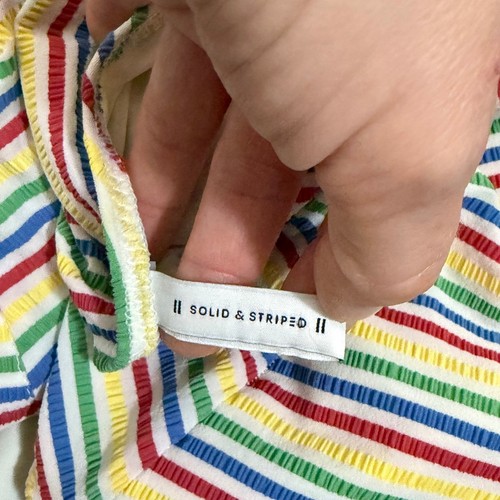 || SOLID & STRIPED ||